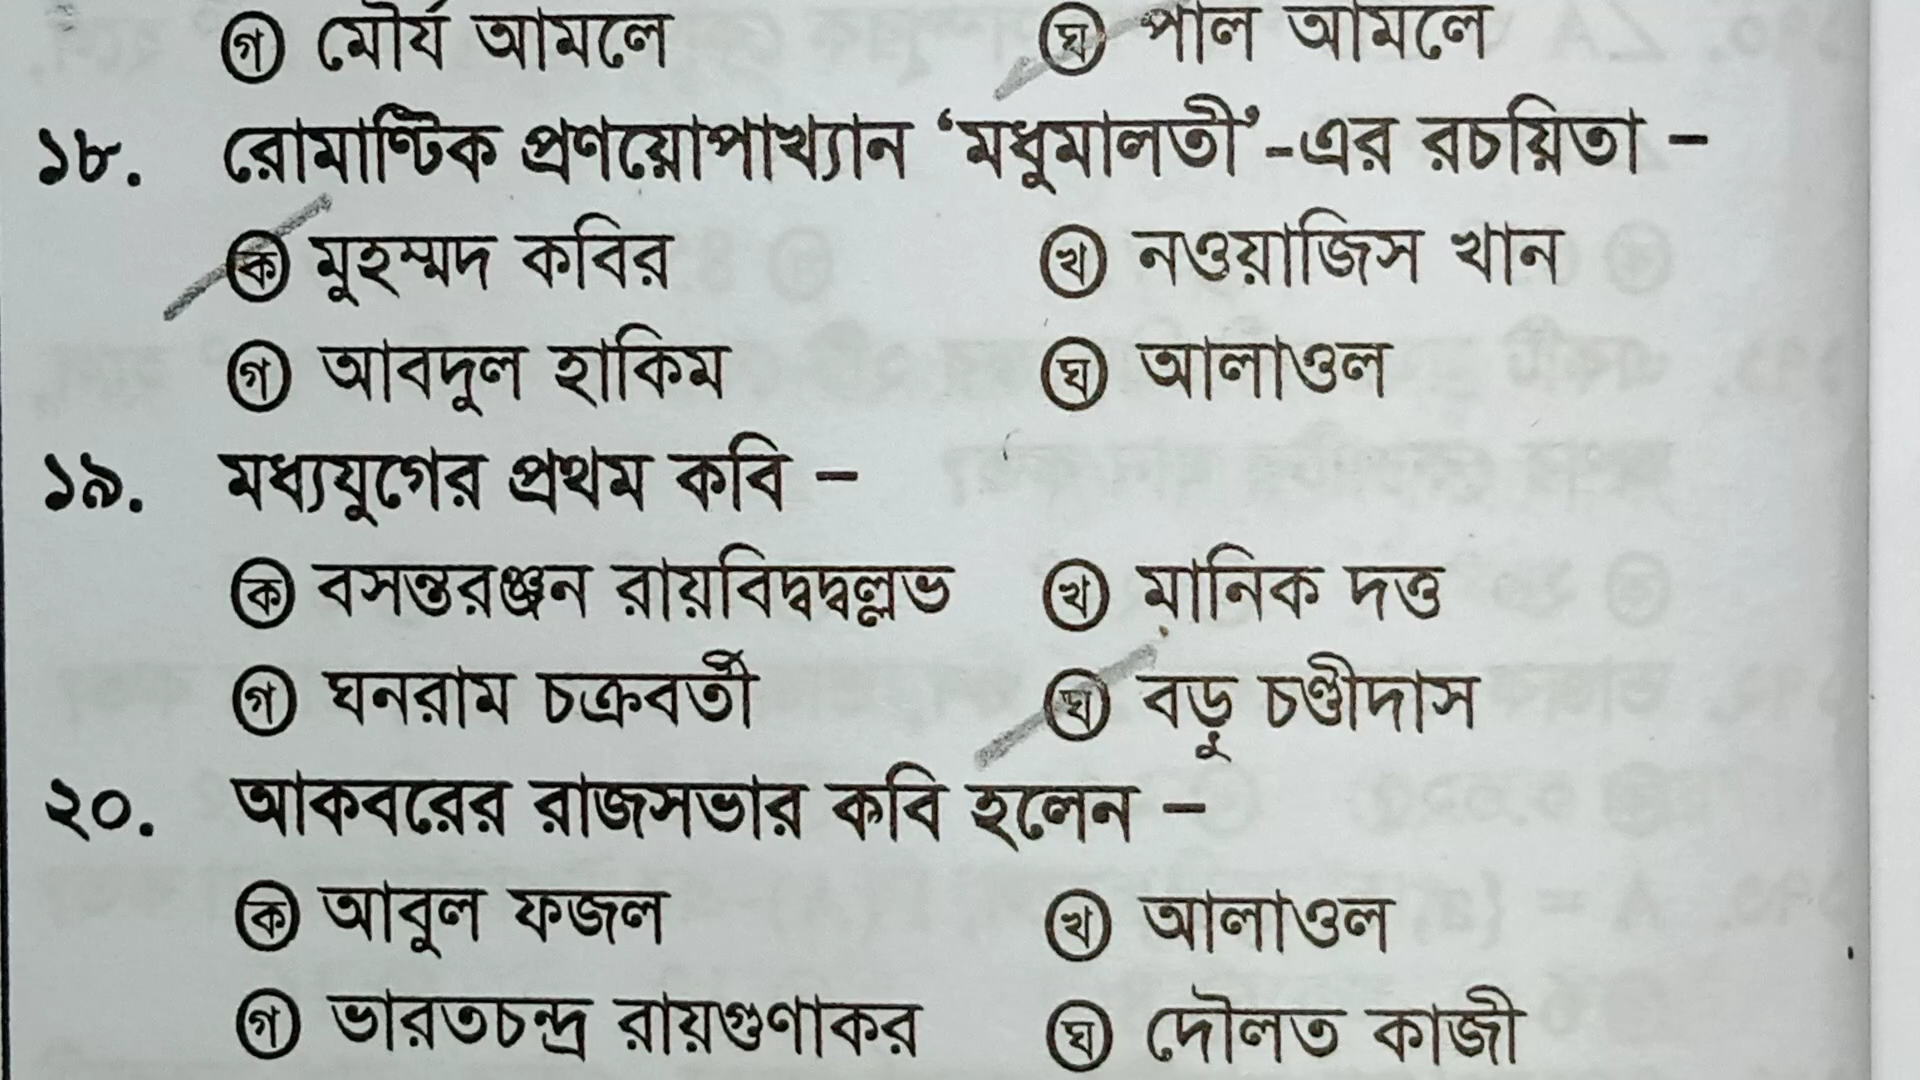 গ মৌর্য আমলে ঘ পাল আমলে
১৮. রোমান্টিক প্রণয়োপাখ্যান ‘মধুমালতী’-এর রচয়িতা –
ক মুহম্মদ কবির খ নওয়াজিস খান
গ আবদুল হাকিম ঘ আলাওল
১৯. মধ্যযুগের প্রথম কবি –
ক বসন্তরঞ্জন রায়বিদ্বদ্বল্লভ খ মানিক দত্ত
গ ঘনরাম চক্রবর্তী ঘ বড়ু চণ্ডীদাস
২০. আকবরের রাজসভার কবি হলেন –
ক আবুল ফজল খ আলাওল
গ ভারতচন্দ্র রায়গুণাকর ঘ দৌলত কাজী